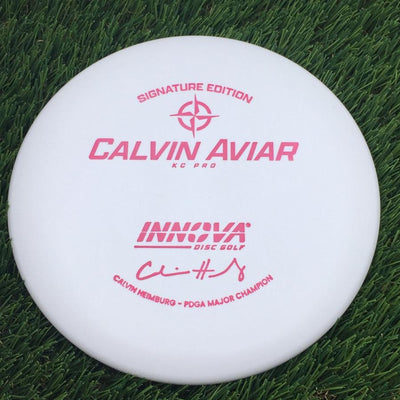 SIGNATURE EDITION
CALVIN AVIAR
KC PRO
INNOVA
DISC GOLF
CALVIN HEIMBURG - PDGA MAJOR CHAMPION